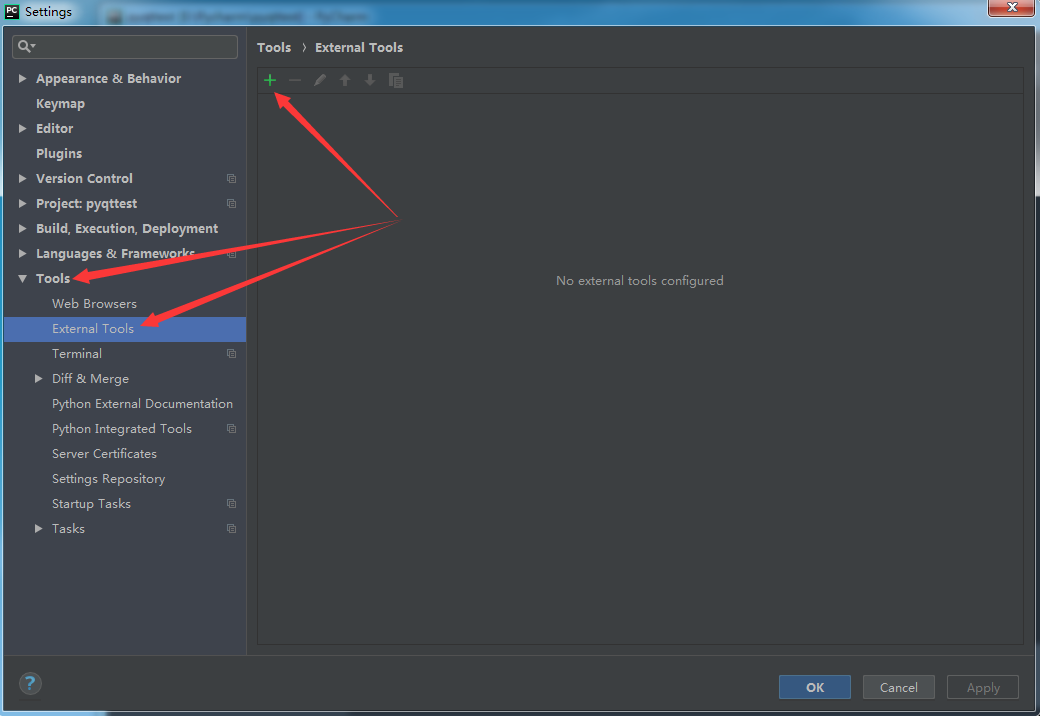 PC Settings
Tools › External Tools
Appearance & Behavior
Keymap
Editor
Plugins
Version Control
Project: pyqttest
Build, Execution, Deployment
Languages & Frameworks
Tools
Web Browsers
External Tools
Terminal
Diff & Merge
Python External Documentation
Python Integrated Tools
Server Certificates
Settings Repository
Startup Tasks
Tasks
No external tools configured
?
OK Cancel Apply